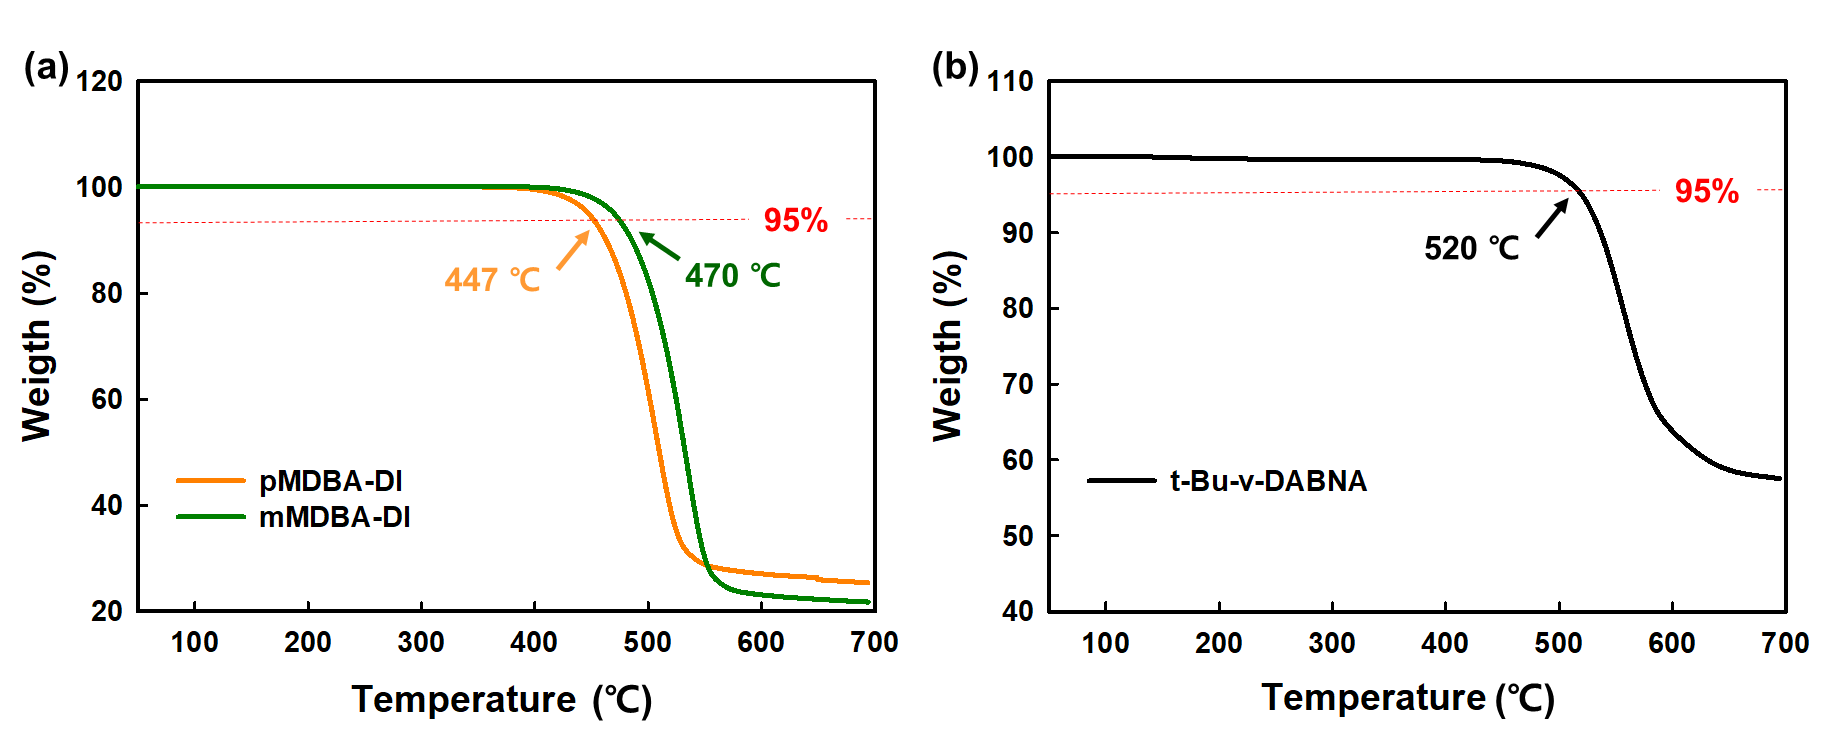 (a)
120
100
80
60
40
20
Weigth (%)
95%
447 ℃
470 ℃
pMDBA-DI
mMDBA-DI
100 200 300 400 500 600 700
Temperature (℃)
(b)
110
100
90
80
70
60
50
40
Weigth (%)
95%
520 ℃
t-Bu-v-DABNA
100 200 300 400 500 600 700
Temperature (℃)